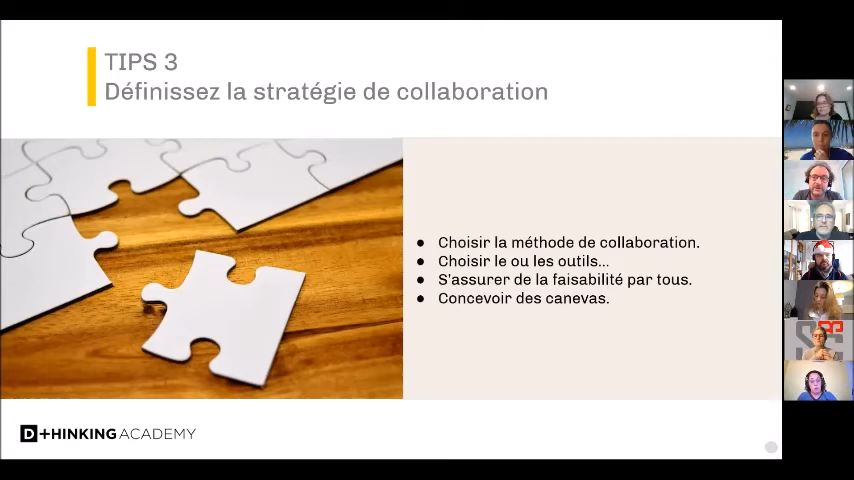 TIPS 3
Définissez la stratégie de collaboration
● Choisir la méthode de collaboration.
● Choisir le ou les outils...
● S'assurer de la faisabilité par tous.
● Concevoir des canevas.
D+HINKING ACADEMY